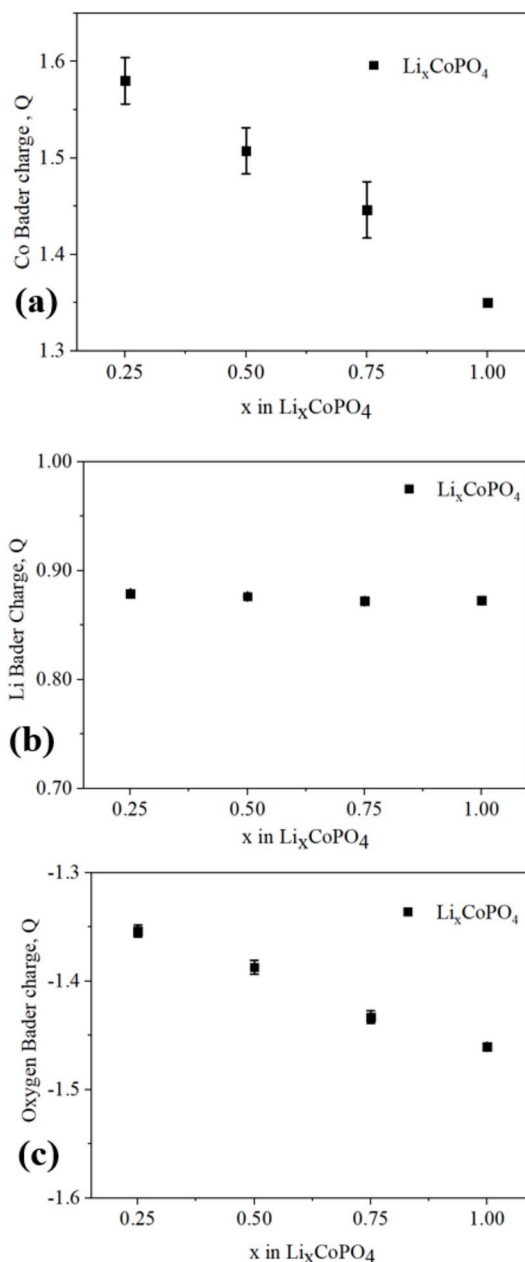 1.6
1.5
1.4
1.3
Co Bader charge , Q
LiₓCoPO₄
(a)
0.25 0.50 0.75 1.00
x in LiₓCoPO₄
1.00
0.90
0.80
0.70
Li Bader Charge, Q
LiₓCoPO₄
(b)
0.25 0.50 0.75 1.00
x in LiₓCoPO₄
-1.3
-1.4
-1.5
-1.6
Oxygen Bader charge, Q
LiₓCoPO₄
(c)
0.25 0.50 0.75 1.00
x in LiₓCoPO₄